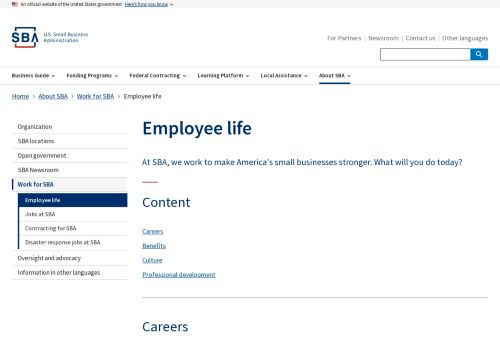 An official website of the United States government Here's how you know
SBA U.S. Small Business
Administration
For Partners Newsroom Contact us Other languages
Business Guide Funding Programs Federal Contracting Learning Platform Local Assistance About SBA
Home About SBA Work for SBA Employee life
Organization
SBA locations
Open government
SBA Newsroom
Work for SBA
Employee life
Jobs at SBA
Contracting for SBA
Disaster response jobs at SBA
Oversight and advocacy
Information in other languages
Employee life
At SBA, we work to make America's small businesses stronger. What will you do today?
Content
Careers
Benefits
Culture
Professional development
Careers